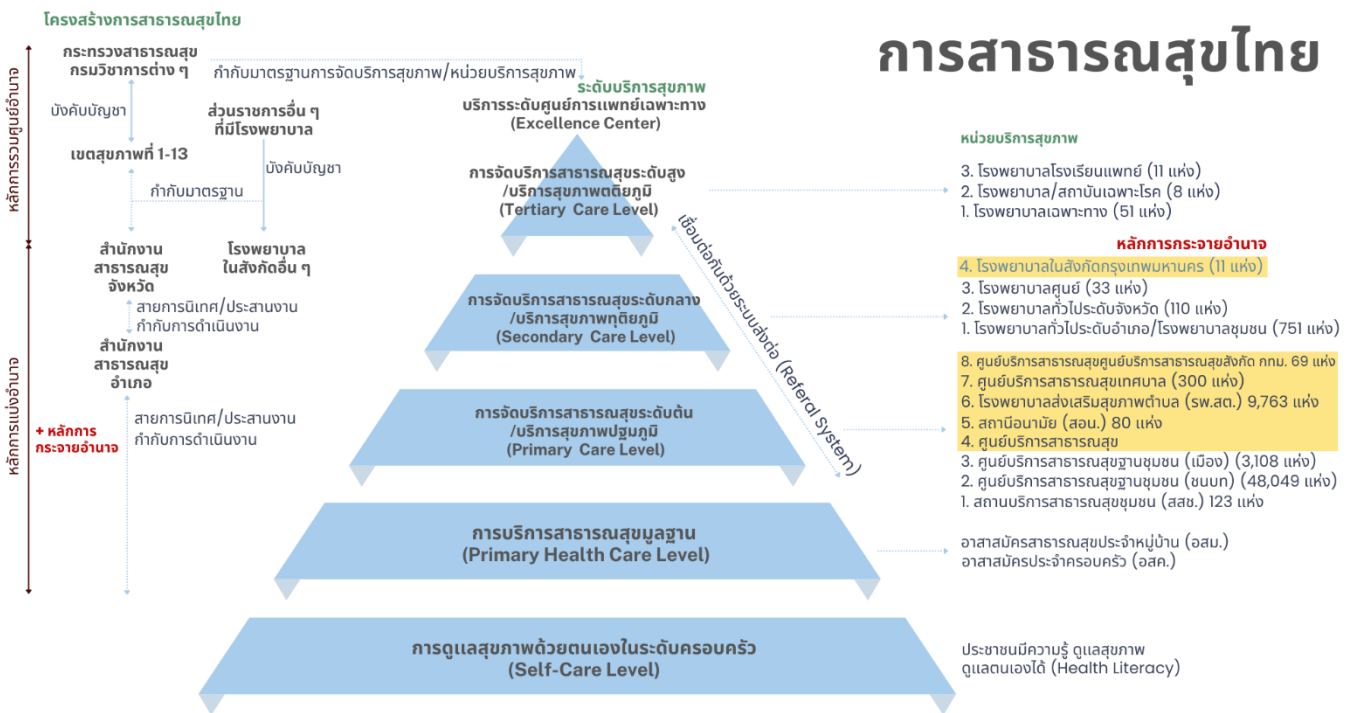 การสาธารณสุขไทย
โครงสร้างการสาธารณสุขไทย
หลักการรวมศูนย์อำนาจ
กระทรวงสาธารณสุข
กรมวิชาการต่าง ๆ
กำกับมาตรฐานการจัดบริการสุขภาพ/หน่วยบริการสุขภาพ
บังคับบัญชา
ส่วนราชการอื่น ๆ
ที่มีโรงพยาบาล
เขตสุขภาพที่ 1-13
บังคับบัญชา
กำกับมาตรฐาน
หลักการแบ่งอำนาจ
+ หลักการ
กระจายอำนาจ
สำนักงาน
สาธารณสุข
จังหวัด
โรงพยาบาล
ในสังกัดอื่น ๆ
สายการนิเทศ/ประสานงาน
กำกับการดำเนินงาน
สำนักงาน
สาธารณสุข
อำเภอ
สายการนิเทศ/ประสานงาน
กำกับการดำเนินงาน
ระดับบริการสุขภาพ
บริการระดับศูนย์การแพทย์เฉพาะทาง
(Excellence Center)
การจัดบริการสาธารณสุขระดับสูง
/บริการสุขภาพตติยภูมิ
(Tertiary Care Level)
การจัดบริการสาธารณสุขระดับกลาง
/บริการสุขภาพทุติยภูมิ
(Secondary Care Level)
การจัดบริการสาธารณสุขระดับต้น
/บริการสุขภาพปฐมภูมิ
(Primary Care Level)
การบริการสาธารณสุขมูลฐาน
(Primary Health Care Level)
การดูแลสุขภาพด้วยตนเองในระดับครอบครัว
(Self-Care Level)
เชื่อมต่อกันด้วยระบบส่งต่อ (Referal System)
หน่วยบริการสุขภาพ
3. โรงพยาบาลโรงเรียนแพทย์ (11 แห่ง)
2. โรงพยาบาล/สถาบันเฉพาะโรค (8 แห่ง)
1. โรงพยาบาลเฉพาะทาง (51 แห่ง)
หลักการกระจายอำนาจ
4. โรงพยาบาลในสังกัดกรุงเทพมหานคร (11 แห่ง)
3. โรงพยาบาลศูนย์ (33 แห่ง)
2. โรงพยาบาลทั่วไประดับจังหวัด (110 แห่ง)
1. โรงพยาบาลทั่วไประดับอำเภอ/โรงพยาบาลชุมชน (751 แห่ง)
8. ศูนย์บริการสาธารณสุขศูนย์บริการสาธารณสุขสังกัด กทม. 69 แห่ง
7. ศูนย์บริการสาธารณสุขเทศบาล (300 แห่ง)
6. โรงพยาบาลส่งเสริมสุขภาพตำบล (รพ.สต.) 9,763 แห่ง
5. สถานีอนามัย (สอน.) 80 แห่ง
4. ศูนย์บริการสาธารณสุข
3. ศูนย์บริการสาธารณสุขฐานชุมชน (เมือง) (3,108 แห่ง)
2. ศูนย์บริการสาธารณสุขฐานชุมชน (ชนบท) (48,049 แห่ง)
1. สถานบริการสาธารณสุขชุมชน (สสช.) 123 แห่ง
อาสาสมัครสาธารณสุขประจำหมู่บ้าน (อสม.)
อาสาสมัครประจำครอบครัว (อสค.)
ประชาชนมีความรู้ ดูแลสุขภาพ
ดูแลตนเองได้ (Health Literacy)